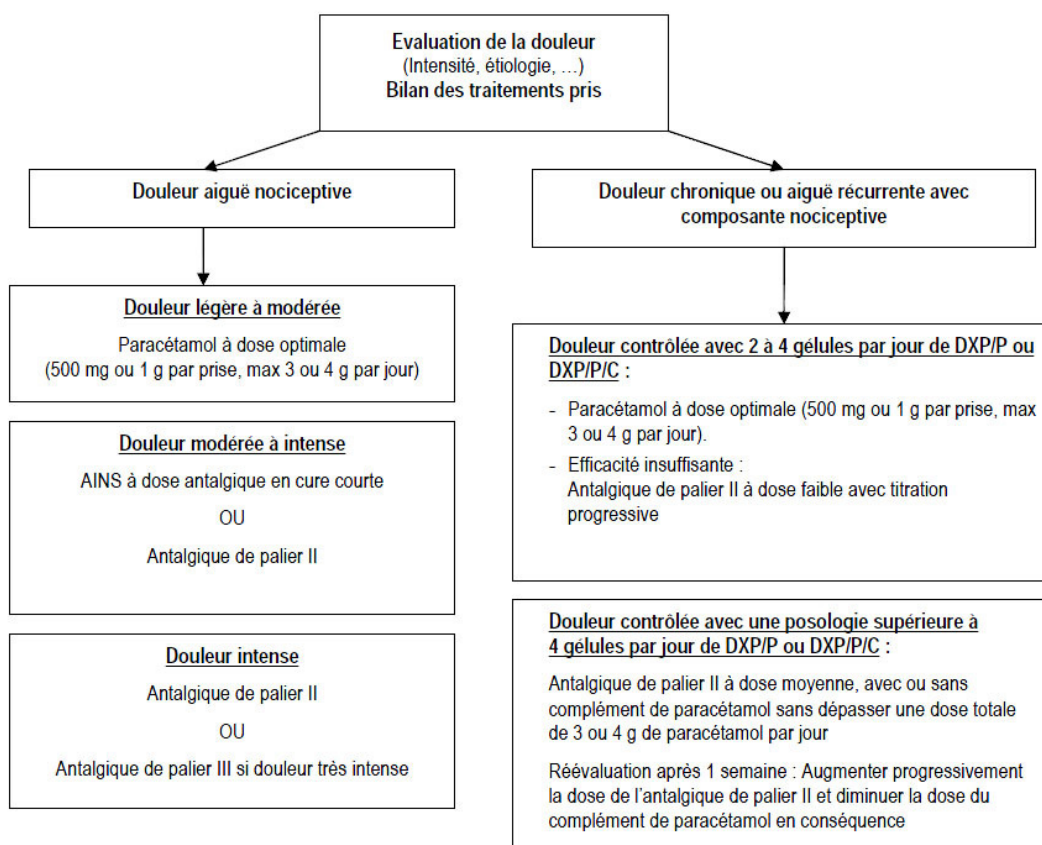 Evaluation de la douleur
(Intensité, étiologie, …)
Bilan des traitements pris
Douleur aiguë nociceptive
Douleur légère à modérée
Paracétamol à dose optimale
(500 mg ou 1 g par prise, max 3 ou 4 g par jour)
Douleur modérée à intense
AINS à dose antalgique en cure courte
OU
Antalgique de palier II
Douleur intense
Antalgique de palier II
OU
Antalgique de palier III si douleur très intense
Douleur chronique ou aiguë récurrente avec
composante nociceptive
Douleur contrôlée avec 2 à 4 gélules par jour de DXP/P ou
DXP/P/C :
- Paracétamol à dose optimale (500 mg ou 1 g par prise, max
3 ou 4 g par jour).
- Efficacité insuffisante :
Antalgique de palier II à dose faible avec titration
progressive
Douleur contrôlée avec une posologie supérieure à
4 gélules par jour de DXP/P ou DXP/P/C :
Antalgique de palier II à dose moyenne, avec ou sans
complément de paracétamol sans dépasser une dose totale
de 3 ou 4 g de paracétamol par jour
Réévaluation après 1 semaine : Augmenter progressivement
la dose de l'antalgique de palier II et diminuer la dose du
complément de paracétamol en conséquence